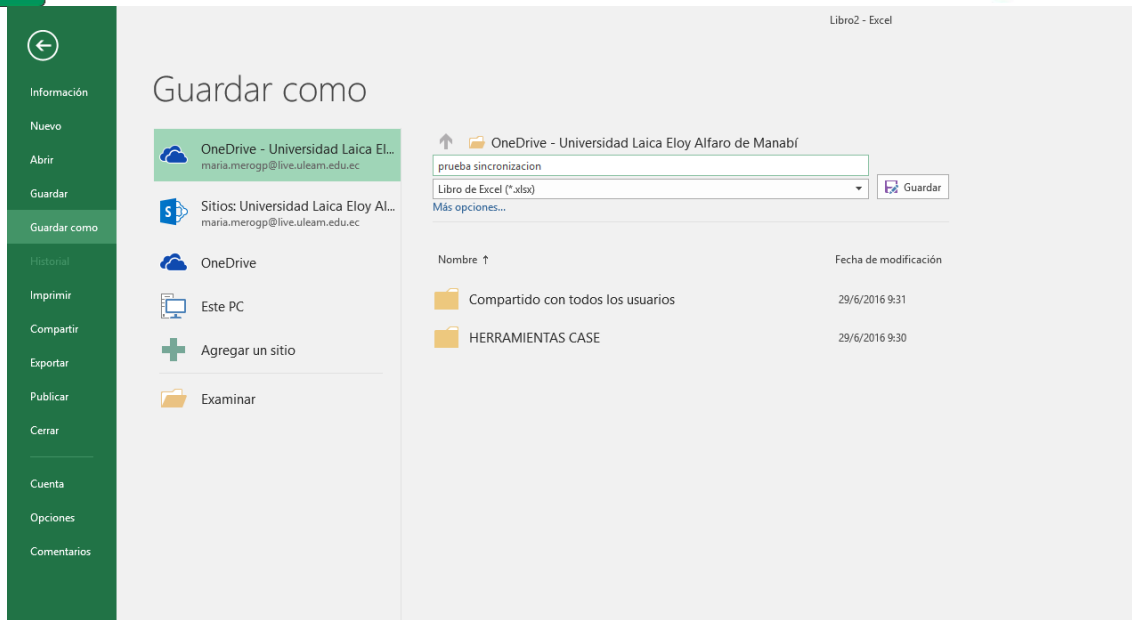 Libro2 - Excel
Información
Nuevo
Abrir
Guardar
Guardar como
Historial
Imprimir
Compartir
Exportar
Publicar
Cerrar
Cuenta
Opciones
Comentarios
Guardar como
OneDrive - Universidad Laica El...
maria.merogp@live.uleam.edu.ec
Sitios: Universidad Laica Eloy Al...
maria.merogp@live.uleam.edu.ec
OneDrive
Este PC
Agregar un sitio
Examinar
OneDrive - Universidad Laica Eloy Alfaro de Manabí
prueba sincronizacion
Libro de Excel (*.xlsx)
Guardar
Más opciones...
Nombre ↑ Fecha de modificación
Compartido con todos los usuarios 29/6/2016 9:31
HERRAMIENTAS CASE 29/6/2016 9:30